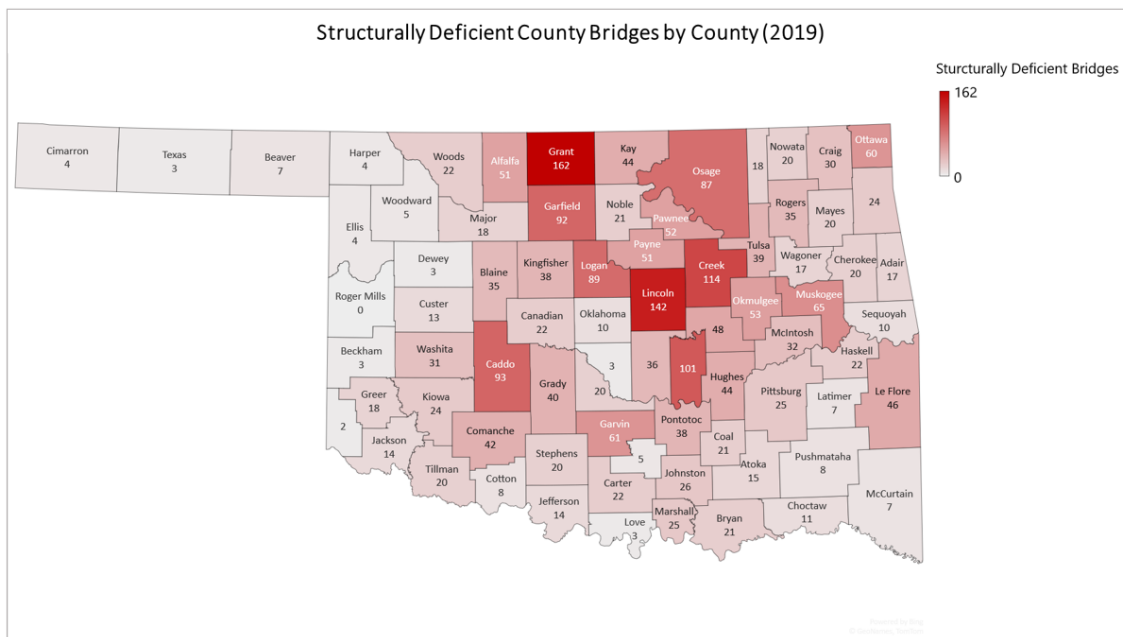 Structurally Deficient County Bridges by County (2019)
Sturcturally Deficient Bridges
162
0
Cimarron
4
Texas
3
Beaver
7
Harper
4
Woods
22
Alfalfa
51
Grant
162
Kay
44
Osage
87
18
Nowata
20
Craig
30
Ottawa
60
Woodward
5
Ellis
4
Major
18
Garfield
92
Noble
21
Pawnee
52
Rogers
35
Mayes
20
24
Dewey
3
Blaine
35
Kingfisher
38
Logan
89
Payne
51
Creek
114
Tulsa
39
Wagoner
17
Cherokee
20
Adair
17
Roger Mills
0
Custer
13
Canadian
22
Oklahoma
10
Lincoln
142
Okmulgee
53
Muskogee
65
Sequoyah
10
Beckham
3
Washita
31
Caddo
93
Grady
40
3
20
36
101
48
McIntosh
32
Haskell
22
Hughes
44
Pittsburg
25
Latimer
7
Le Flore
46
Greer
18
Kiowa
24
2
Jackson
14
Comanche
42
Tillman
20
Cotton
8
Stephens
20
Garvin
61
Pontotoc
38
Coal
21
5
Johnston
26
Atoka
15
Pushmataha
8
McCurtain
7
Jefferson
14
Carter
22
Love
3
Marshall
25
Bryan
21
Choctaw
11
Powered by Bing